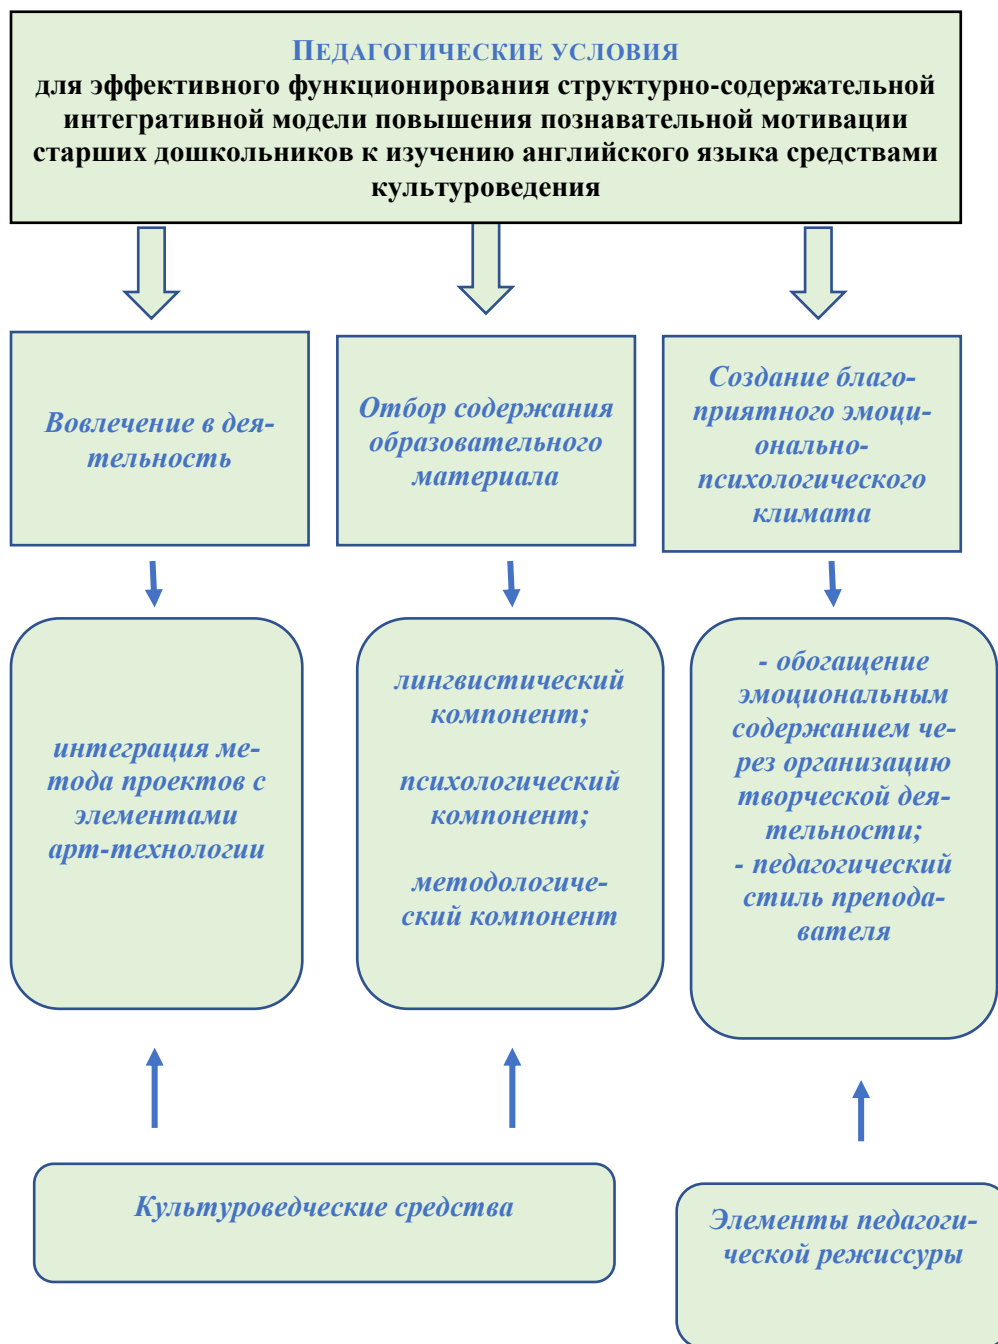 ПЕДАГОГИЧЕСКИЕ УСЛОВИЯ
для эффективного функционирования структурно-содержательной
интегративной модели повышения познавательной мотивации
старших дошкольников к изучению английского языка средствами
культуроведения
Вовлечение в дея-
тельность
Отбор содержания
образовательного
материала
Создание благо-
приятного эмоци-
онально-
психологического
климата
интеграция ме-
тода проектов с
элементами
арт-технологии
лингвистический
компонент;
психологический
компонент;
методологиче-
ский компонент
- обогащение
эмоциональным
содержанием че-
рез организацию
творческой дея-
тельности;
- педагогический
стиль препода-
вателя
Культуроведческие средства
Элементы педагоги-
ческой режиссуры